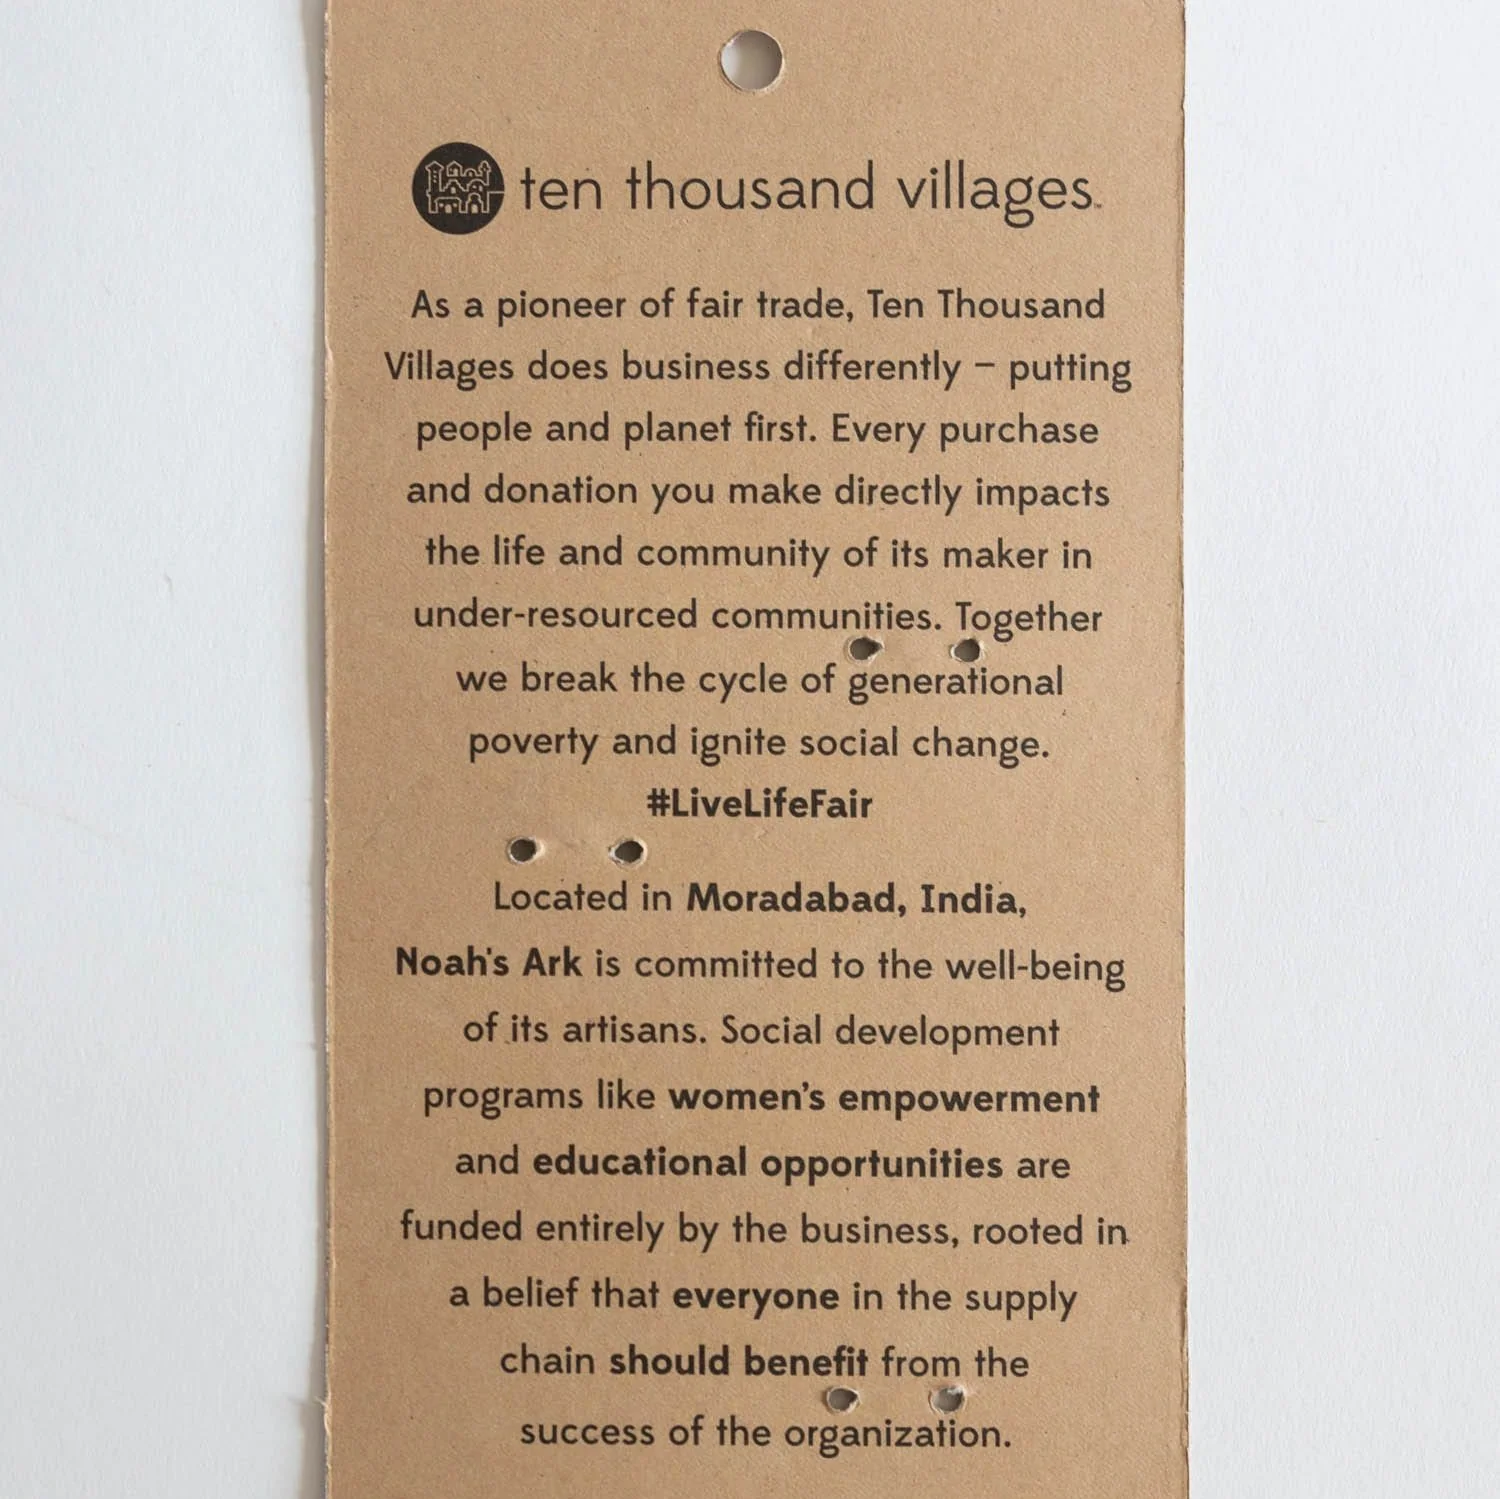 ten thousand villages™
As a pioneer of fair trade, Ten Thousand
Villages does business differently – putting
people and planet first. Every purchase
and donation you make directly impacts
the life and community of its maker in
under-resourced communities. Together
we break the cycle of generational
poverty and ignite social change.
#LiveLifeFair
Located in Moradabad, India,
Noah's Ark is committed to the well-being
of its artisans. Social development
programs like women’s empowerment
and educational opportunities are
funded entirely by the business, rooted in
a belief that everyone in the supply
chain should benefit from the
success of the organization.